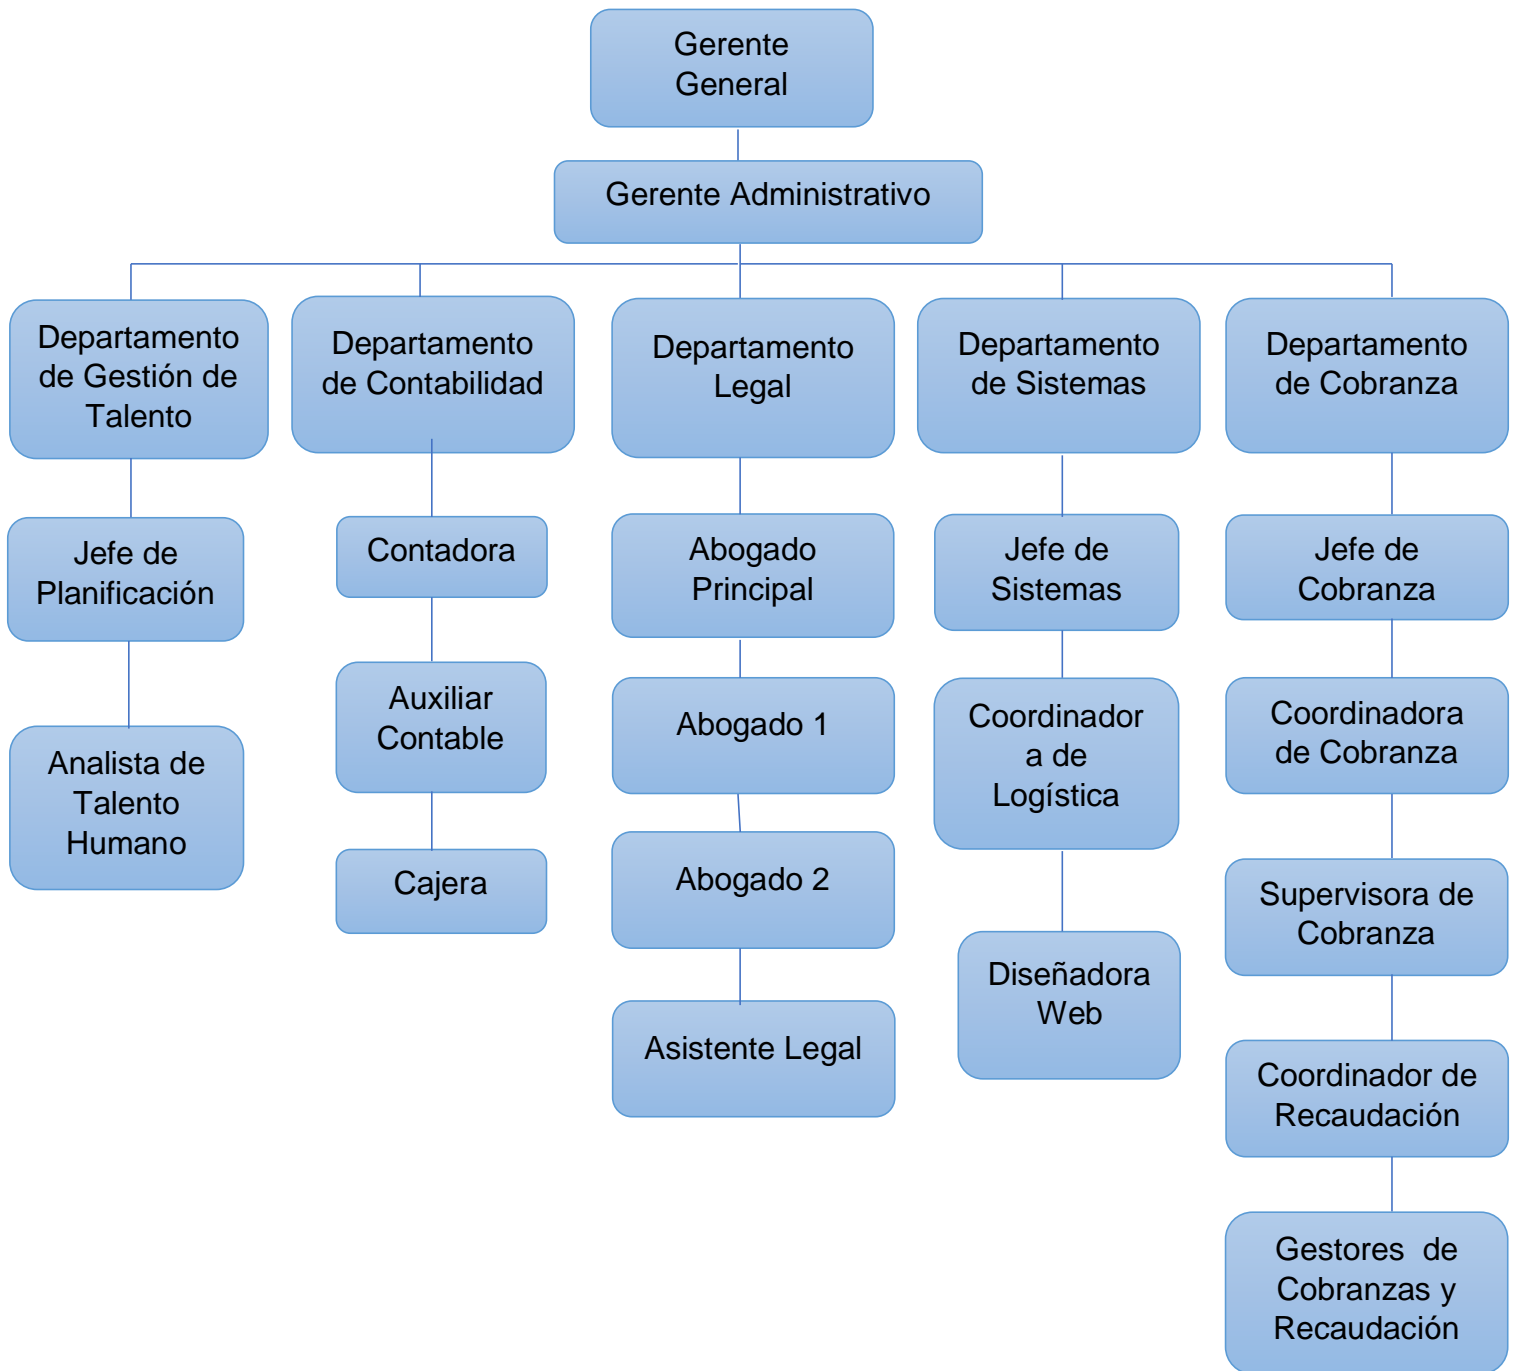 Gerente
General
Gerente Administrativo
Departamento
de Gestión de
Talento
Departamento
de Contabilidad
Departamento
Legal
Departamento
de Sistemas
Departamento
de Cobranza
Jefe de
Planificación
Contadora
Abogado
Principal
Jefe de
Sistemas
Jefe de
Cobranza
Analista de
Talento
Humano
Auxiliar
Contable
Abogado 1
Coordinador
a de
Logística
Coordinadora
de Cobranza
Cajera
Abogado 2
Diseñadora
Web
Supervisora de
Cobranza
Asistente Legal
Coordinador de
Recaudación
Gestores  de
Cobranzas y
Recaudación